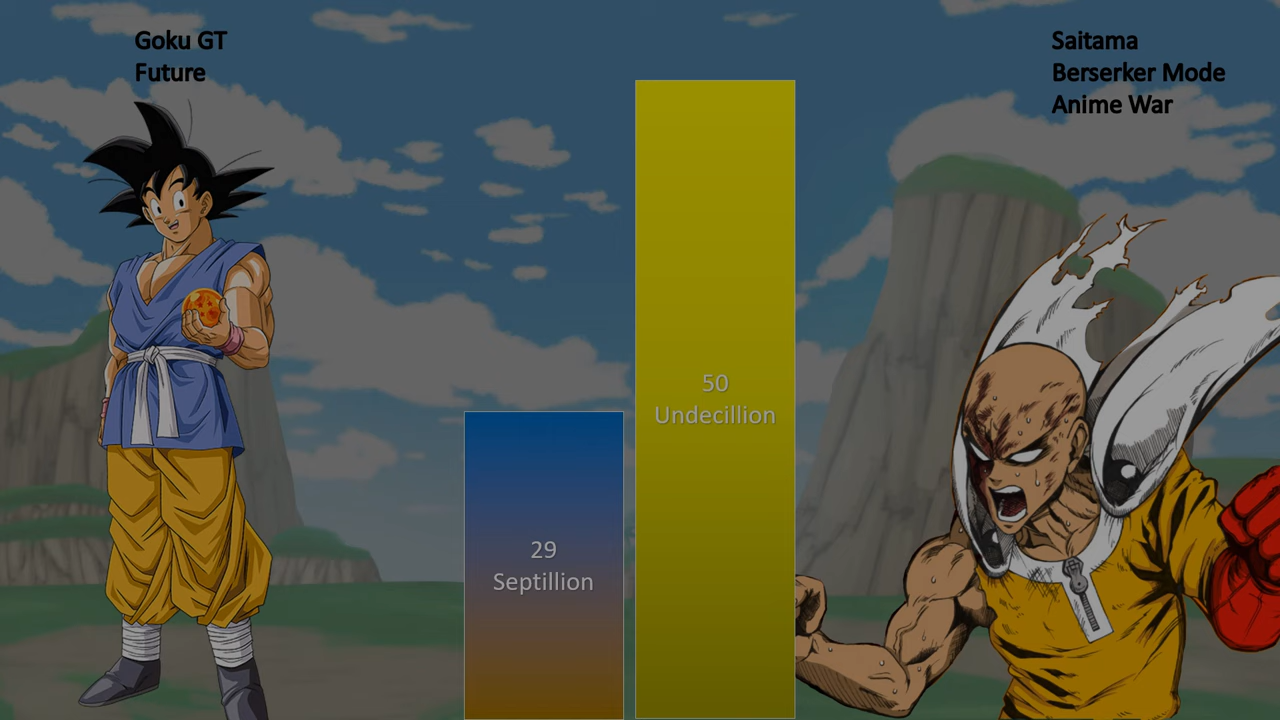 Goku GT
Future
Saitama
Berserker Mode
Anime War
50
Undecillion
29
Septillion